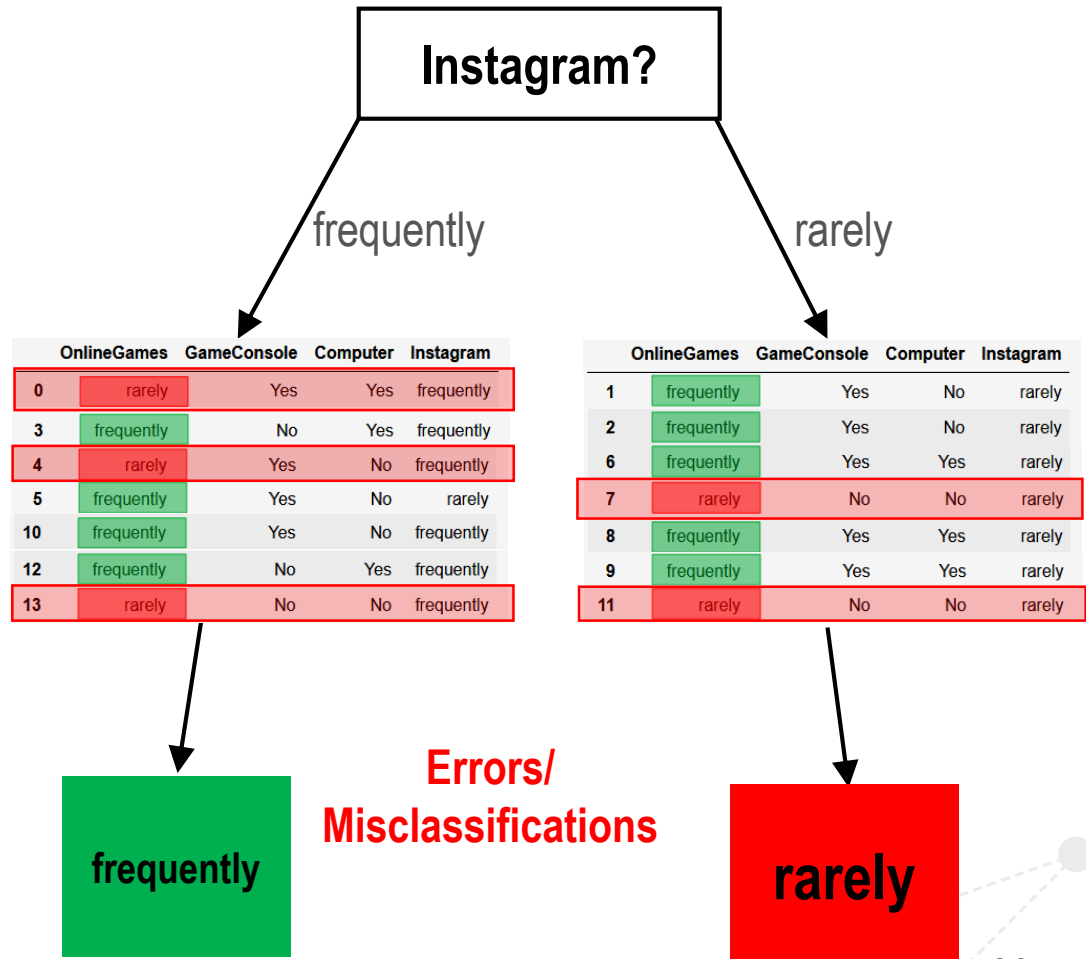 Instagram?
frequently
rarely
OnlineGames GameConsole Computer Instagram
0 rarely Yes Yes frequently
3 frequently No Yes frequently
4 rarely Yes No frequently
5 frequently Yes No rarely
10 frequently Yes No frequently
12 frequently No Yes frequently
13 rarely No No frequently
OnlineGames GameConsole Computer Instagram
1 frequently Yes No rarely
2 frequently Yes No rarely
6 frequently Yes Yes rarely
7 rarely No No rarely
8 frequently Yes Yes rarely
9 frequently Yes Yes rarely
11 rarely No No rarely
Errors/
Misclassifications
frequently
rarely